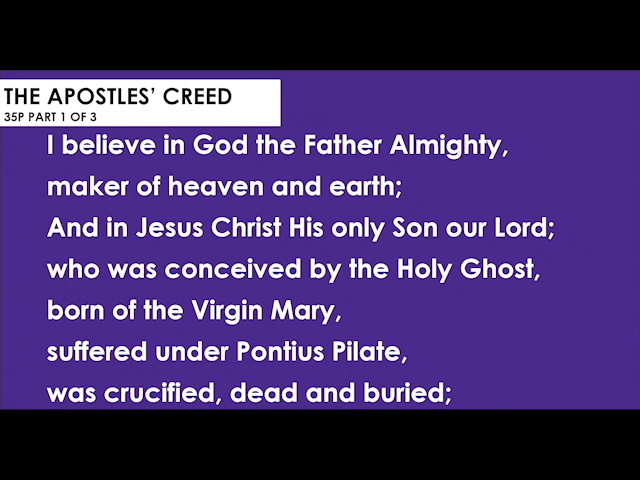 THE APOSTLES’ CREED
35P PART 1 OF 3
I believe in God the Father Almighty,
maker of heaven and earth;
And in Jesus Christ His only Son our Lord;
who was conceived by the Holy Ghost,
born of the Virgin Mary,
suffered under Pontius Pilate,
was crucified, dead and buried;